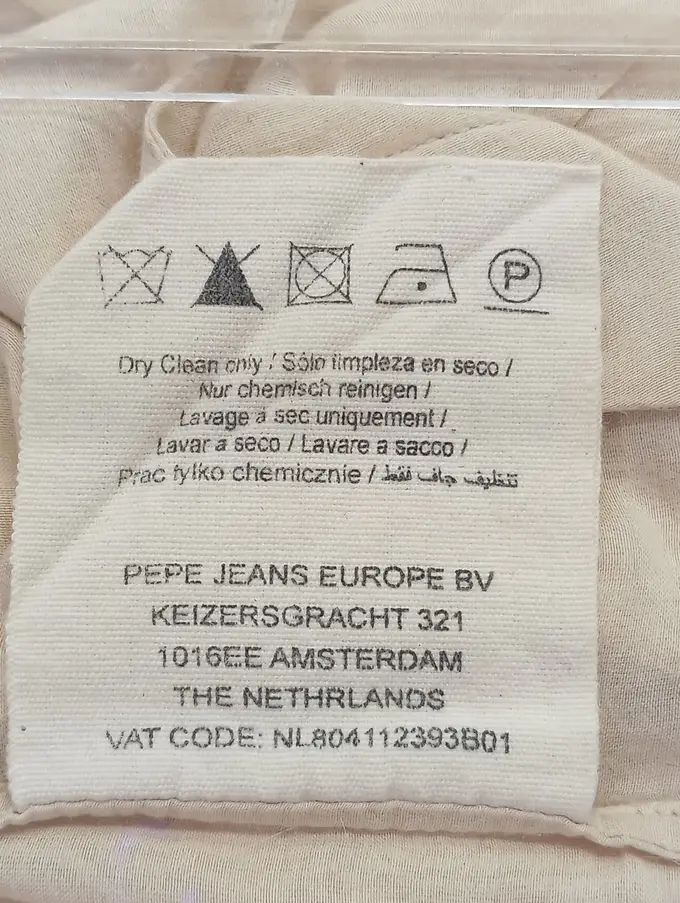 P
Dry Clean only / Sólo limpieza en seco /
Nur chemisch reinigen /
Lavage à sec uniquement /
Lavar a seco / Lavare a sacco /
Prac tylko chemicznie / تنظيف جاف فقط
PEPE JEANS EUROPE BV
KEIZERSGRACHT 321
1016EE AMSTERDAM
THE NETHRLANDS
VAT CODE: NL804112393B01